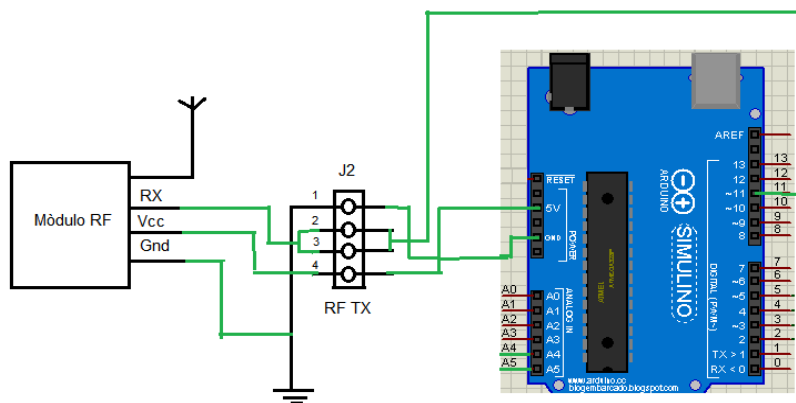 Mòdulo RF
RX
Vcc
Gnd
J2
1
2
3
4
RF TX
RESET
5V
GND
POWER
A0
A1
A2
A3
A4
A5
A0
A1
A2
A3
A4
A5
ANALOG IN
ATMEL
www.arduino.cc
blogembarcado.blogspot.com
ARDUINO
SIMULINO
DIGITAL (PWM~)
AREF
13
12
~11
~10
~9
8
7
~6
~5
4
~3
2
TX > 1
RX < 0
13
12
11
10
9
8
7
6
5
4
3
2
1
0